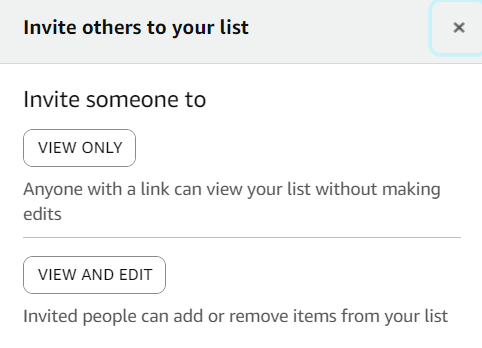 Invite others to your list
Invite someone to
VIEW ONLY
Anyone with a link can view your list without making
edits
VIEW AND EDIT
Invited people can add or remove items from your list